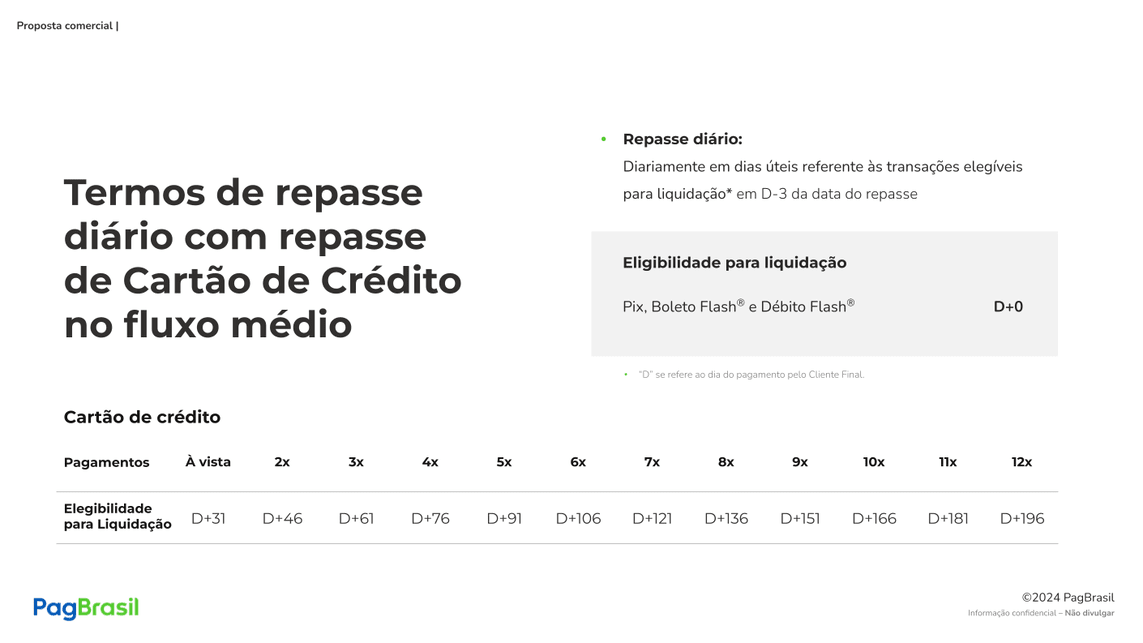 Proposta comercial |
Termos de repasse
diário com repasse
de Cartão de Crédito
no fluxo médio
• Repasse diário:
Diariamente em dias úteis referente às transações elegíveis
para liquidação* em D-3 da data do repasse
Eligibilidade para liquidação
Pix, Boleto Flash® e Débito Flash® D+0
• “D” se refere ao dia do pagamento pelo Cliente Final.
Cartão de crédito
Pagamentos À vista 2x 3x 4x 5x 6x 7x 8x 9x 10x 11x 12x
Elegibilidade
para Liquidação D+31 D+46 D+61 D+76 D+91 D+106 D+121 D+136 D+151 D+166 D+181 D+196
PagBrasil
©2024 PagBrasil
Informação confidencial – Não divulgar